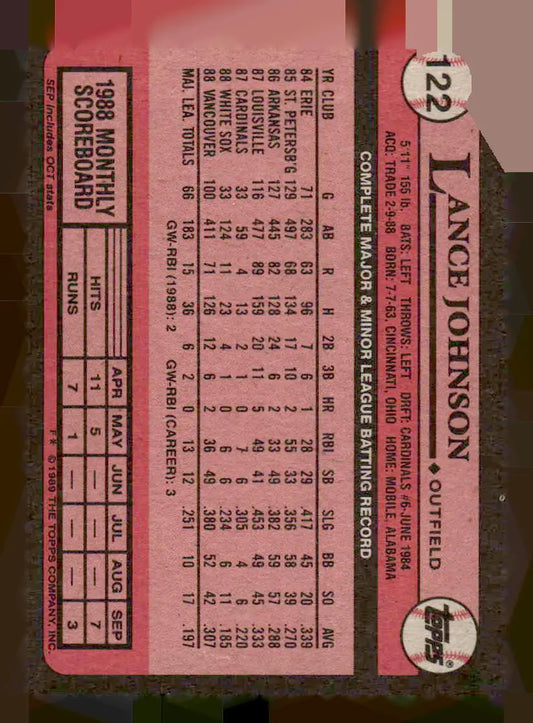 122
LANCE JOHNSON ♦ OUTFIELD
topps®
5'11" 155 lb. BATS: LEFT THROWS: LEFT DRFT: CARDINALS #6-JUNE 1984
ACQ: TRADE 2-9-88 BORN: 7-7-63, CINCINNATI, OHIO HOME: MOBILE, ALABAMA
COMPLETE MAJOR & MINOR LEAGUE BATTING RECORD
YR CLUB G AB R H 2B 3B HR RBI SB SLG BB SO AVG
84 ERIE 71 283 63 96 7 6 1 28 29 .417 45 20 .339
85 ST. PETERSB'G 129 497 68 134 17 10 2 55 33 .356 58 39 .270
86 ARKANSAS 127 445 82 128 24 6 2 33 49 .382 59 57 .288
87 LOUISVILLE 116 477 89 159 20 11 5 49 41 .453 49 45 .333
87 CARDINALS 33 59 4 13 2 1 0 7 6 .305 4 6 .220
88 WHITE SOX 33 124 11 23 4 1 0 6 6 .234 6 11 .185
88 VANCOUVER 100 411 71 126 12 6 2 36 49 .380 52 42 .307
MAJ. LEA. TOTALS 66 183 15 36 6 2 0 13 12 .251 10 17 .197
GW-RBI (1988): 2 GW-RBI (CAREER): 3
1988 MONTHLY
SCOREBOARD
APR MAY JUN JUL AUG SEP
HITS 11 5 — — — 7
RUNS 7 1 — — — 3
SEP includes OCT stats
F* © 1989 THE TOPPS COMPANY, INC.